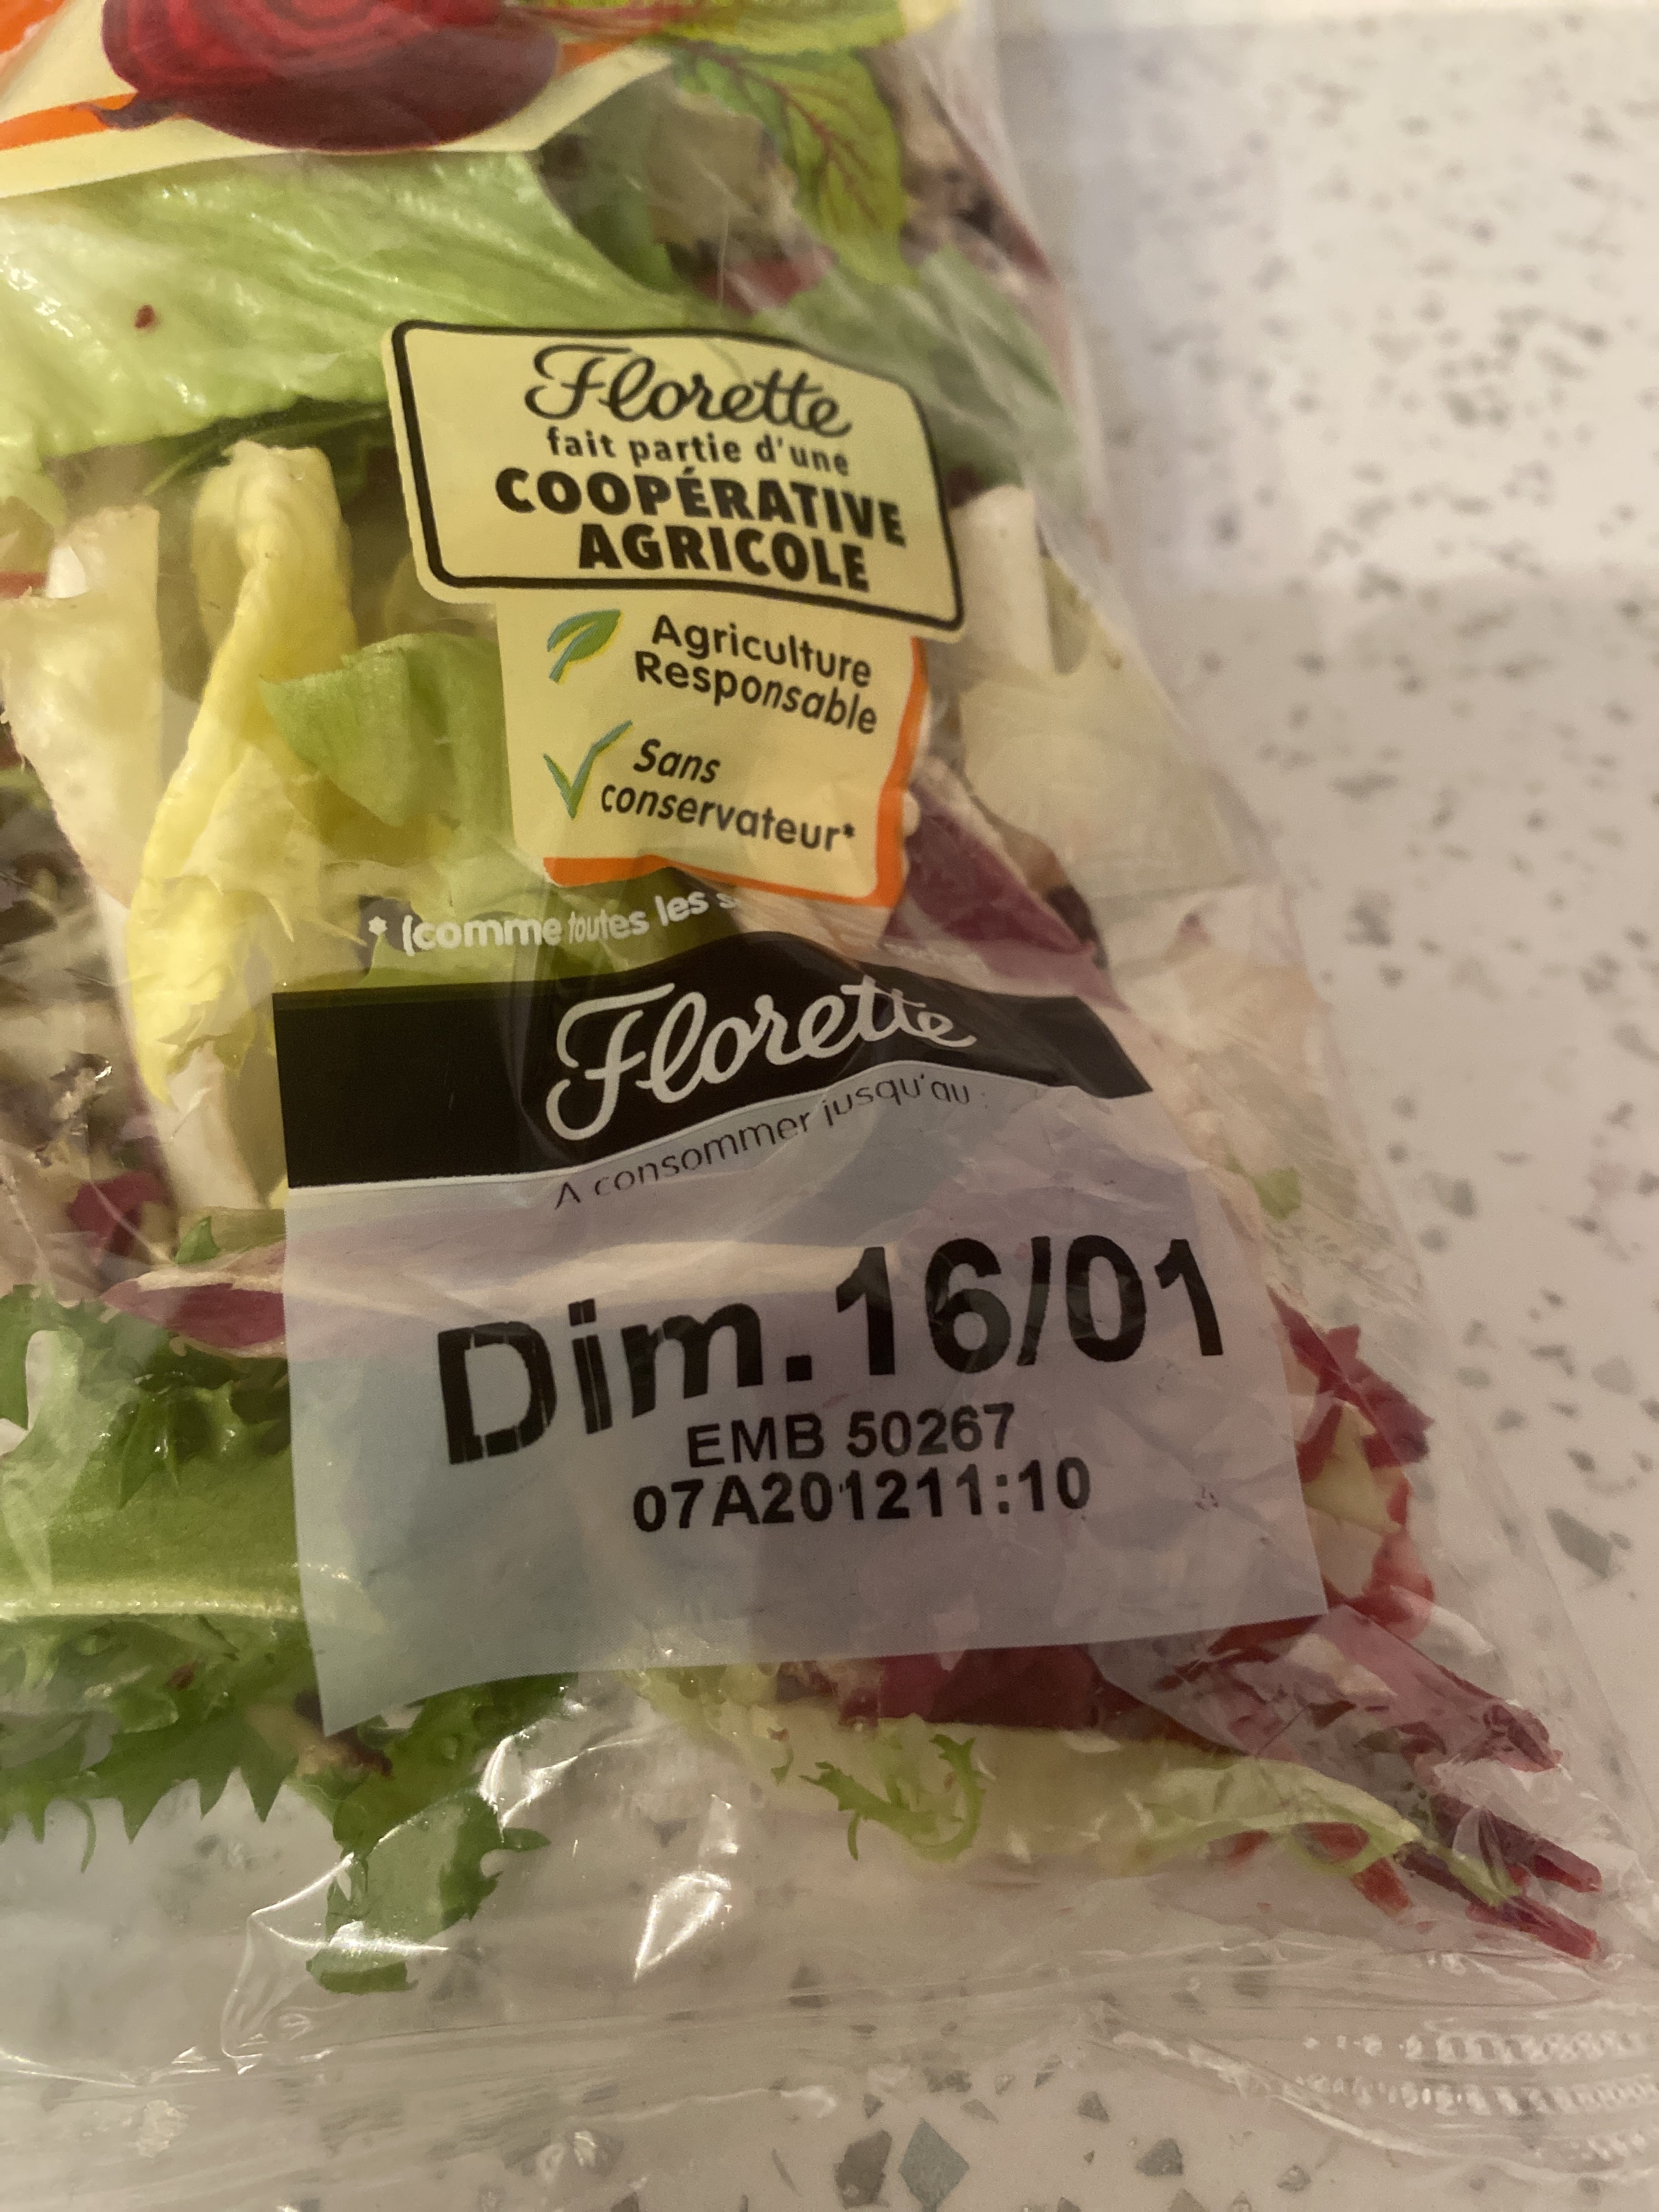 Florette
fait partie d'une
COOPÉRATIVE
AGRICOLE
Agriculture
Responsable
Sans
conservateur*
* (comme toutes les
Florette
A consommer jusqu'au :
Dim.16/01
EMB 50267
07A201211:10